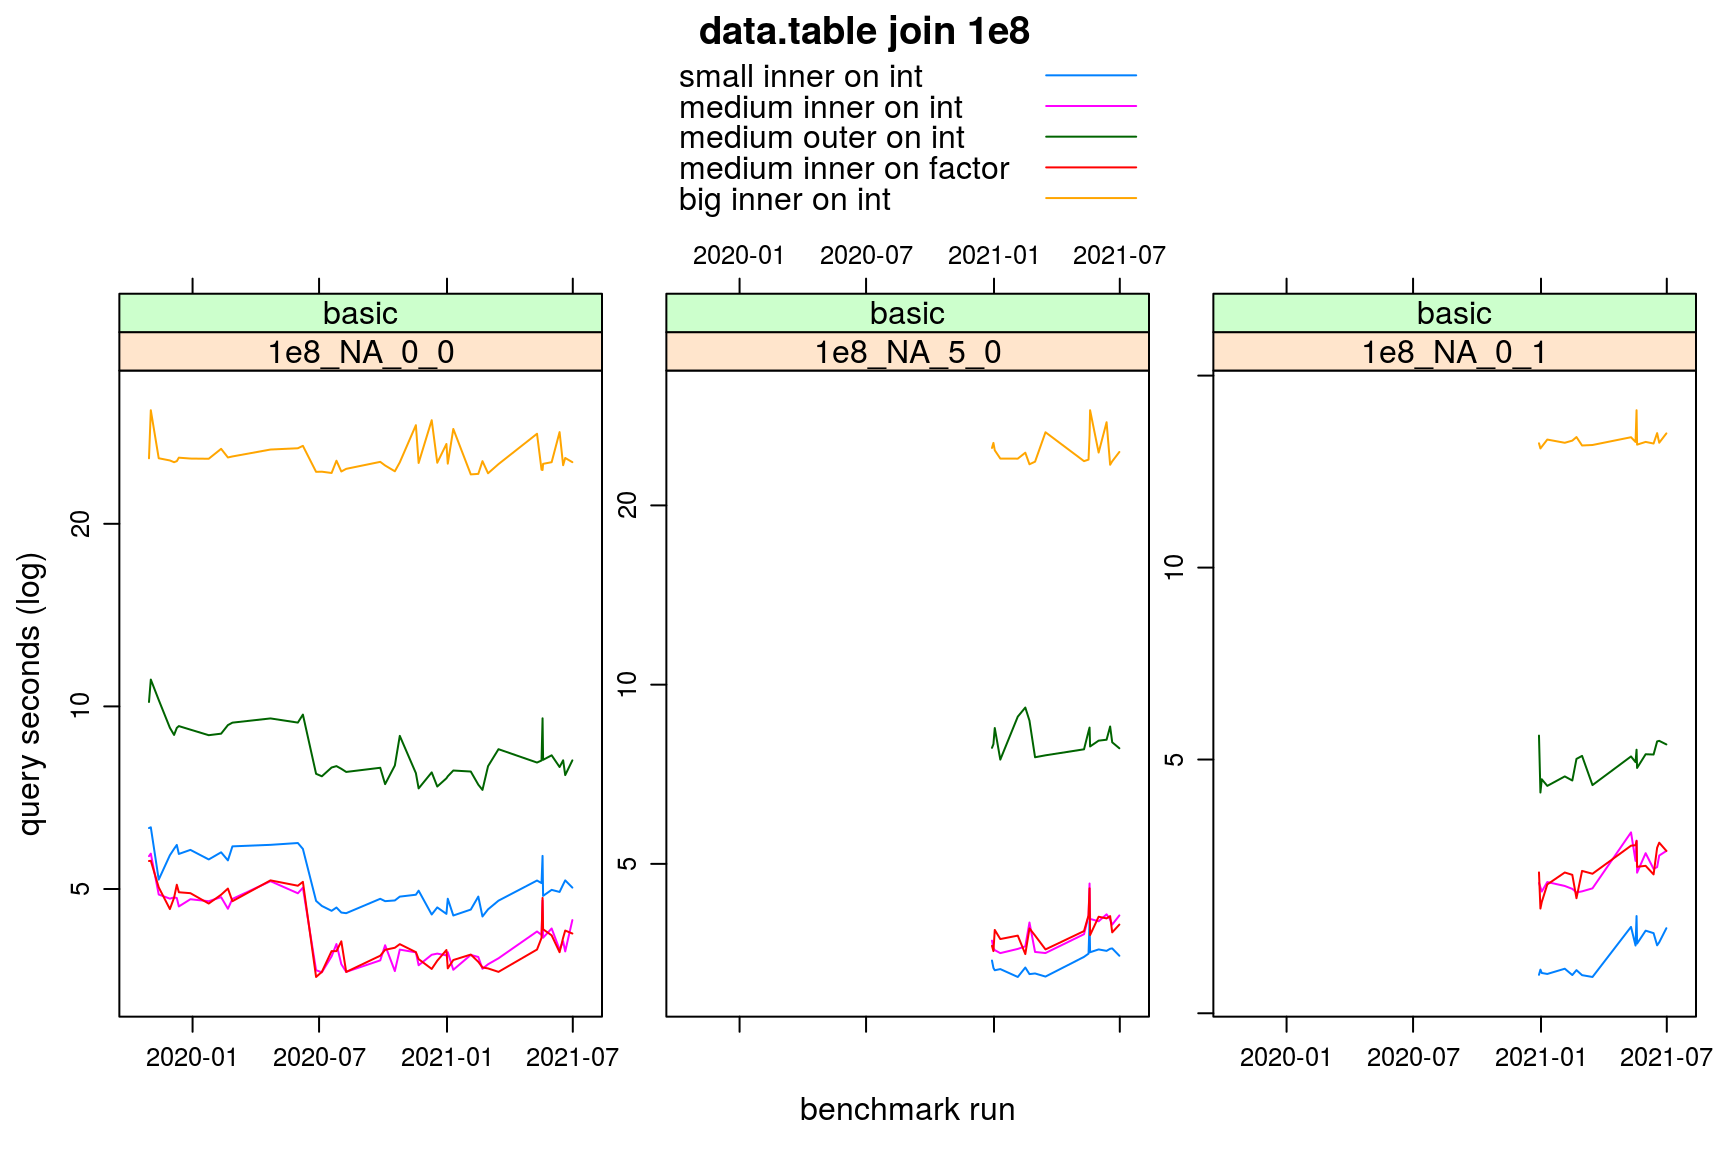 data.table join 1e8
small inner on int
medium inner on int
medium outer on int
medium inner on factor
big inner on int
2020-01 2020-07 2021-01 2021-07
basic basic basic
1e8_NA_0_0 1e8_NA_5_0 1e8_NA_0_1
query seconds (log)
20
10
5
20
10
5
10
5
2020-01 2020-07 2021-01 2021-07
2020-01 2020-07 2021-01 2021-07
benchmark run